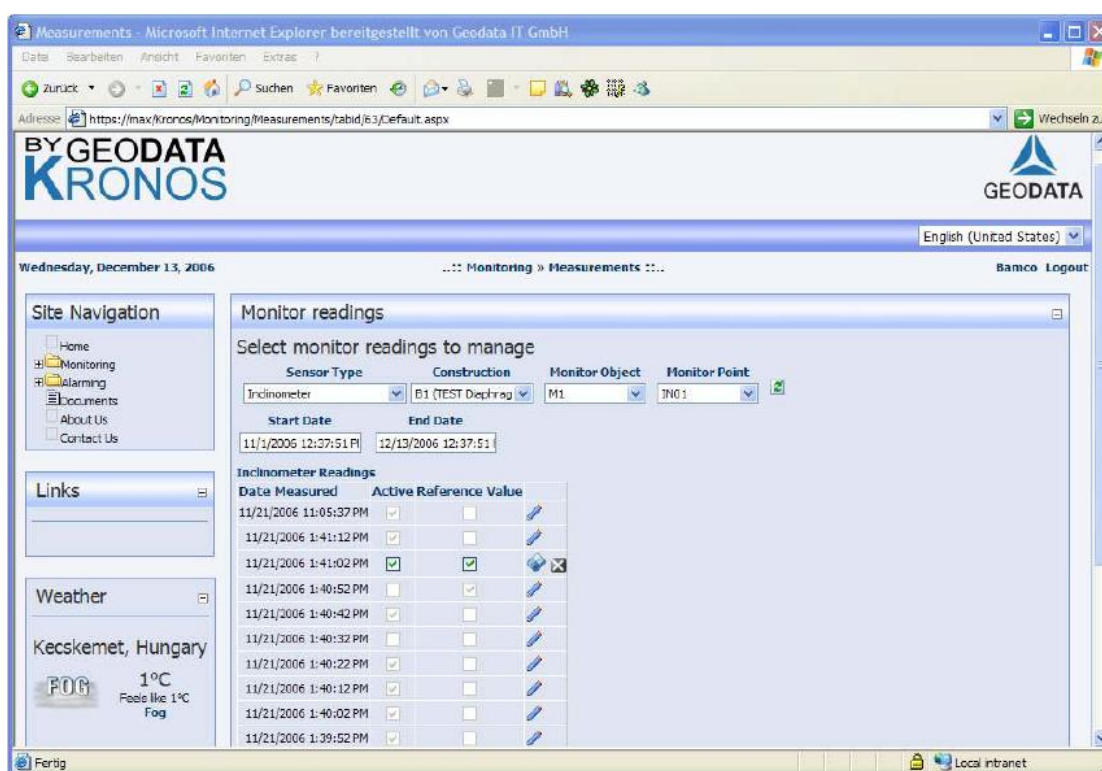 Measurements - Microsoft Internet Explorer bereitgestellt von Geodata IT GmbH
Datei Bearbeiten Ansicht Favoriten Extras ?
Zurück Suchen Favoriten
Adresse https://max/Kronos/Monitoring/Measurements/tabid/63/Default.aspx Wechseln zu
BY GEODATA
KRONOS
GEODATA
English (United States)
Wednesday, December 13, 2006 ..:: Monitoring » Measurements ::.. Bamco Logout
Site Navigation
Home
Monitoring
Alarming
Documents
About Us
Contact Us
Links
Weather
Kecskemet, Hungary
FOG
1°C
Feels like 1°C
Fog
Monitor readings
Select monitor readings to manage
Sensor Type Construction Monitor Object Monitor Point
Inclinometer B1 (TEST Diaphrag M1 IN01
Start Date End Date
11/1/2006 12:37:51 P 12/13/2006 12:37:51
Inclinometer Readings
Date Measured Active Reference Value
11/21/2006 11:05:37 PM
11/21/2006 1:41:12 PM
11/21/2006 1:41:02 PM
11/21/2006 1:40:52 PM
11/21/2006 1:40:42 PM
11/21/2006 1:40:32 PM
11/21/2006 1:40:22 PM
11/21/2006 1:40:12 PM
11/21/2006 1:40:02 PM
11/21/2006 1:39:52 PM
Fertig Local intranet